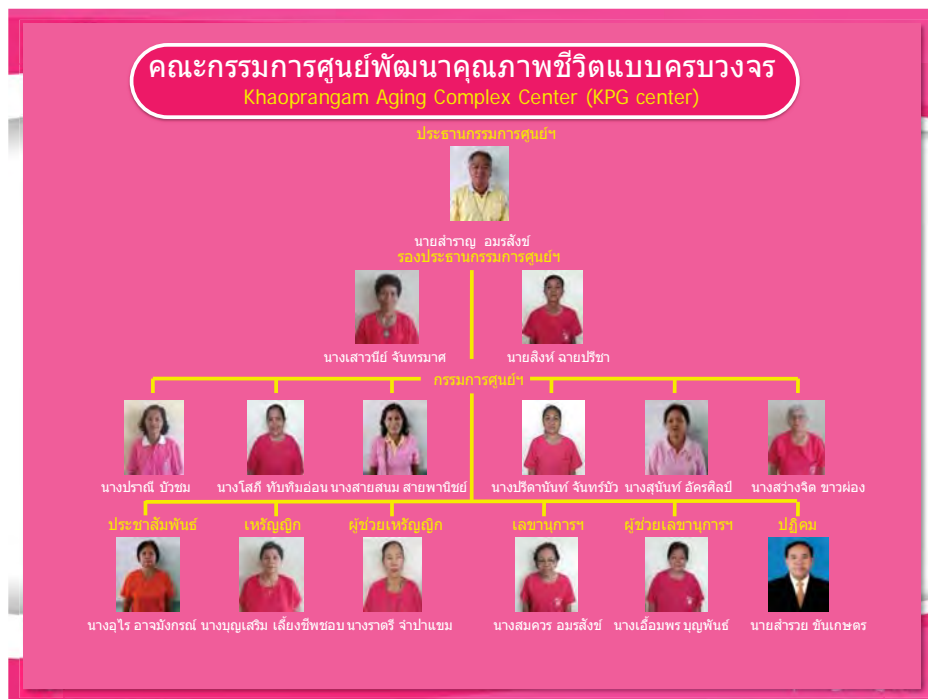 คณะกรรมการศูนย์พัฒนาคุณภาพชีวิตแบบครบวงจร
Khaoprangam Aging Complex Center (KPG center)
ประธานกรรมการศูนย์ฯ
นายสำราญ อมรสังข์
รองประธานกรรมการศูนย์ฯ
นางเสาวนีย์ จันทรมาศ นายสิงห์ ฉายปรีชา
กรรมการศูนย์ฯ
นางปราณี บัวชม นางโสภี ทับทิมอ่อน นางสายสนม สายพานิชย์ นางปรีดานันท์ จันทร์บัว นางสุนันท์ อัครศิลป์ นางสว่างจิต ขาวผ่อง
ประชาสัมพันธ์ เหรัญญิก ผู้ช่วยเหรัญญิก เลขานุการฯ ผู้ช่วยเลขานุการฯ ปฏิคม
นางอุไร อาจมังกรณ์ นางบุญเสริม เลี้ยงชีพชอบ นางราตรี จำปาแขม นางสมควร อมรสังข์ นางเอื้อมพร บุญพันธ์ นายสำรวย ขันเกษตร